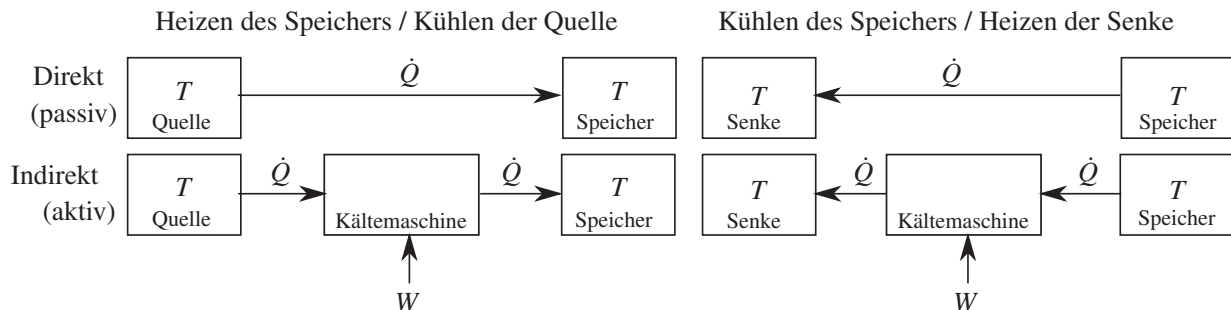 Heizen des Speichers / Kühlen der Quelle Kühlen des Speichers / Heizen der Senke
Direkt
(passiv)
T
Quelle
Q̇
T
Speicher
T
Senke
Q̇
T
Speicher
Indirekt
(aktiv)
T
Quelle
Q̇
Kältemaschine
Q̇
T
Speicher
T
Senke
Q̇
Kältemaschine
Q̇
T
Speicher
W
W